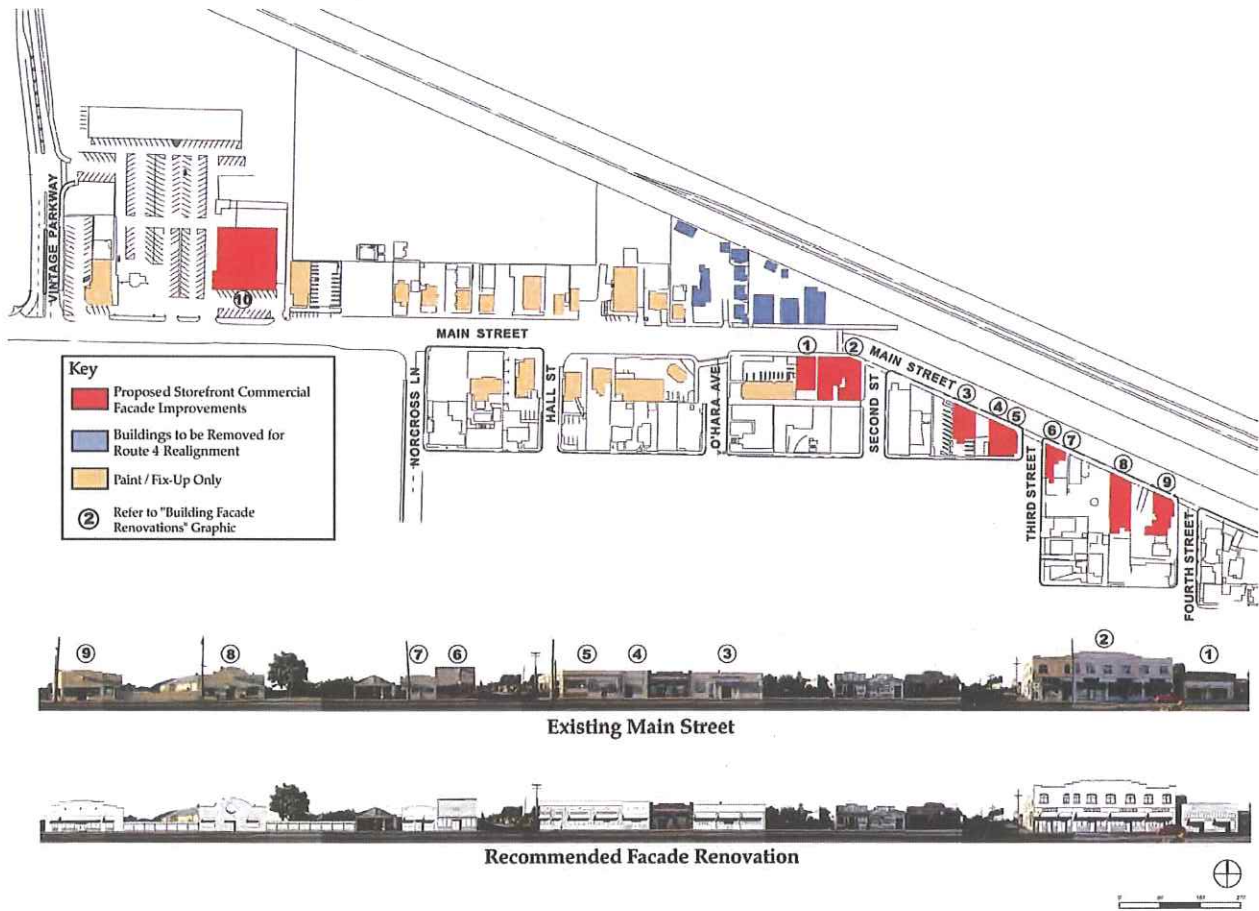 VINTAGE PARKWAY
⑩
MAIN STREET
NORCROSS LN
HALL ST
O'HARA AVE
①
②
MAIN STREET
SECOND ST
③
④
⑤
THIRD STREET
⑥
⑦
⑧
⑨
FOURTH STREET
Key
Proposed Storefront Commercial
Facade Improvements
Buildings to be Removed for
Route 4 Realignment
Paint / Fix-Up Only
② Refer to "Building Facade
Renovations" Graphic
⑨ ⑧ ⑦ ⑥ ⑤ ④ ③ ② ①
Existing Main Street
Recommended Facade Renovation